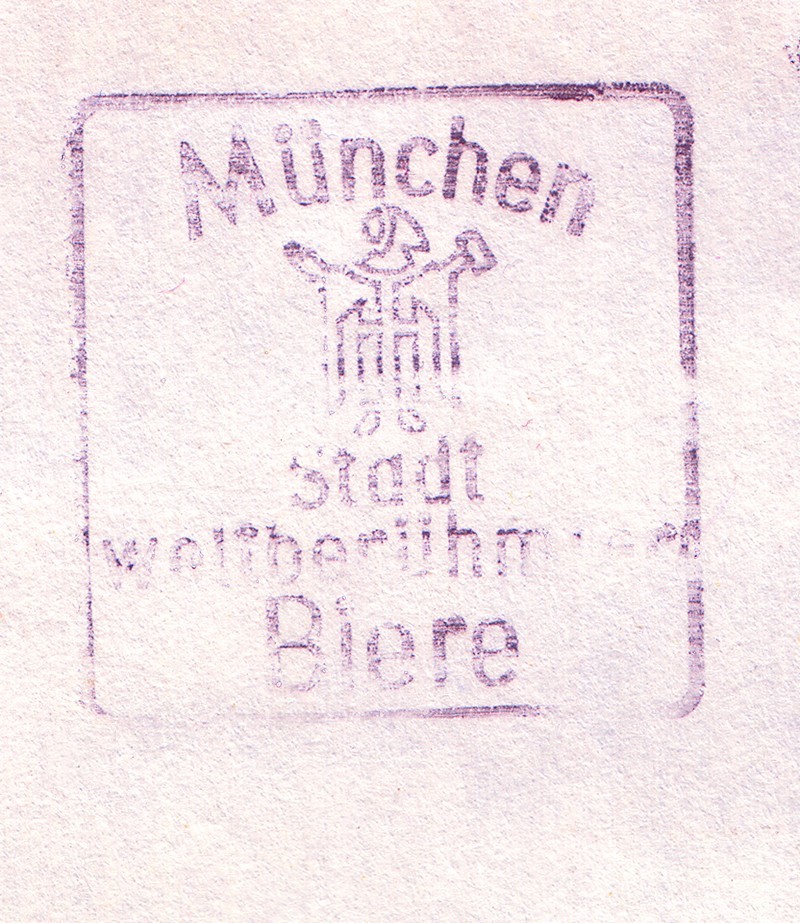 München
Stadt
weltberühmter
Biere